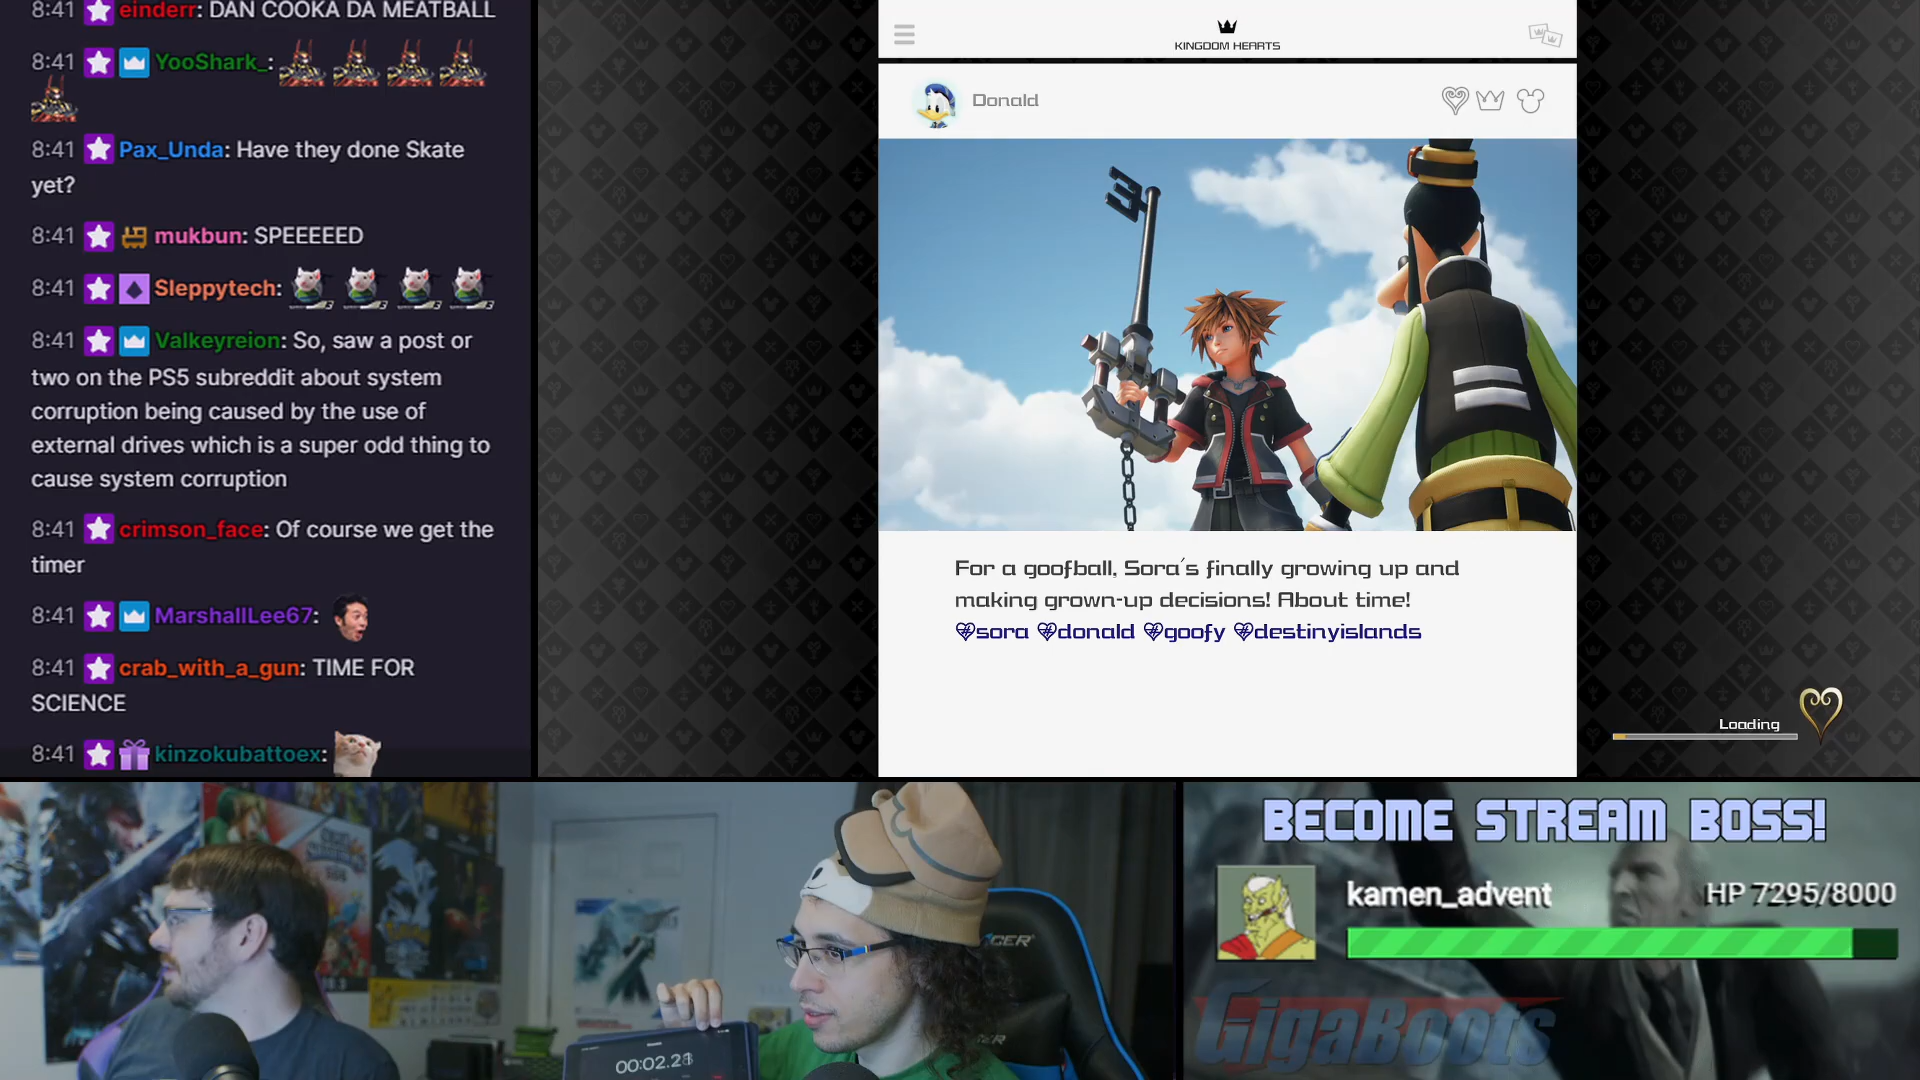 8:41 einderr: DAN COOKA DA MEATBALL
8:41 YooShark_:
8:41 Pax_Unda: Have they done Skate
yet?
8:41 mukbun: SPEEEEED
8:41 Sleppytech:
8:41 Valkeyreion: So, saw a post or
two on the PS5 subreddit about system
corruption being caused by the use of
external drives which is a super odd thing to
cause system corruption
8:41 crimson_face: Of course we get the
timer
8:41 MarshallLee67:
8:41 crab_with_a_gun: TIME FOR
SCIENCE
8:41 kinzokubattoex:
KINGDOM HEARTS
Donald
For a goofball, Sora's finally growing up and
making grown-up decisions! About time!
sora donald goofy destinyislands
Loading
BECOME STREAM BOSS!
kamen_advent HP 7295/8000
GigaBoots